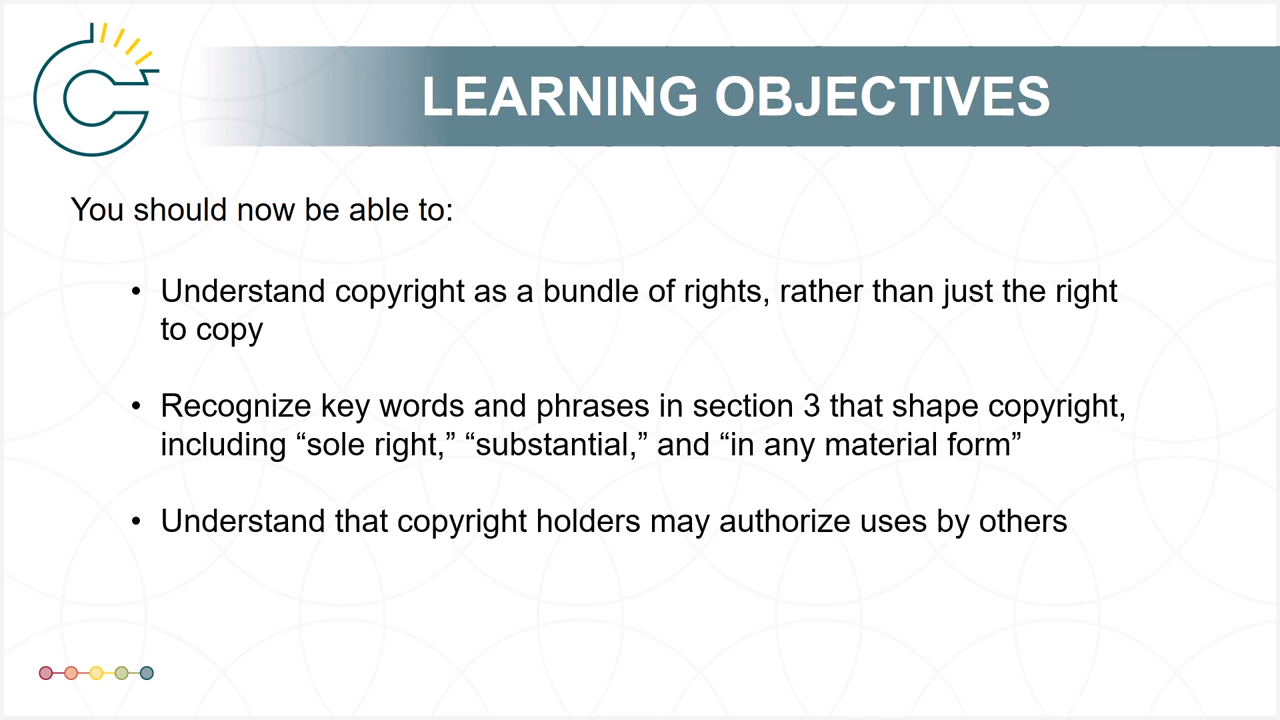 LEARNING OBJECTIVES
You should now be able to:
• Understand copyright as a bundle of rights, rather than just the right
to copy
• Recognize key words and phrases in section 3 that shape copyright,
including “sole right,” “substantial,” and “in any material form”
• Understand that copyright holders may authorize uses by others